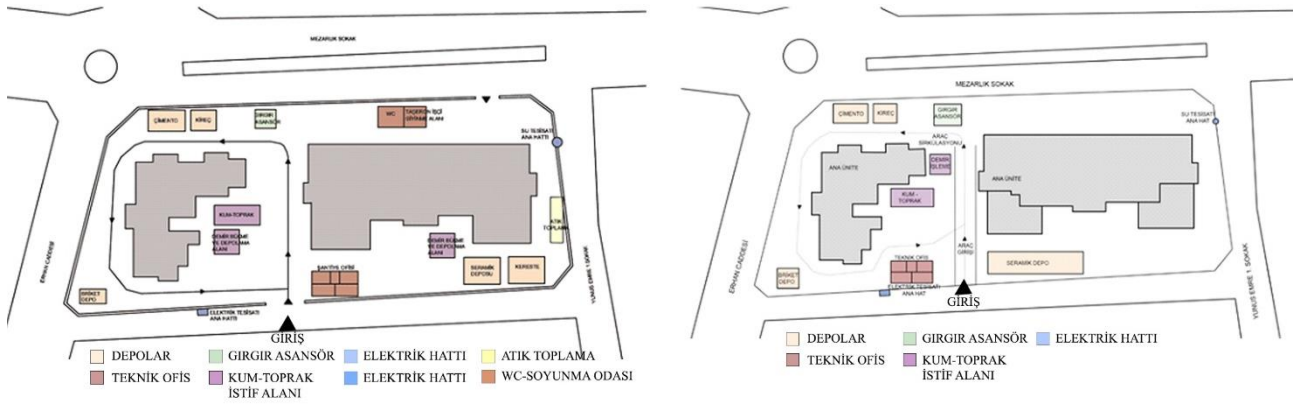 MEZARLIK SOKAK
ÇİMENTO
KİREÇ
GIRGIR
ASANSÖR
WC
TAŞERON İŞÇİ
SU TESİSATI
ANA HATTI
KUM-TOPRAK
DEMİR BÜKME
VE DEPOLAMA
ALANI
DEMİR BÜKME
VE DEPOLAMA
ALANI
ATIK
TOPLAMA
ŞANTİYE OFİSİ
SERAMİK
DEPOSU
KERESTE
BRİKET
DEPO
ERHAN CADDESİ
YUNUS EMRE 1. SOKAK
ELEKTRİK TESİSATI
ANA HATTI
GİRİŞ
DEPOLAR
GIRGIR ASANSÖR
ELEKTRİK HATTI
ATIK TOPLAMA
TEKNİK OFİS
KUM-TOPRAK
İSTİF ALANI
ELEKTRİK HATTI
WC-SOYUNMA ODASI
MEZARLIK SOKAK
ÇİMENTO
KİREÇ
GIRGIR
ASANSÖR
SU TESİSATI
ANA HAT
ARAÇ
SİRKÜLASYONU
DEMİR
İŞLEME
ANA ÜNİTE
ANA ÜNİTE
KUM -
TOPRAK
ARAÇ
GİRİŞİ
TEKNİK OFİS
SERAMİK DEPO
BRİKET
DEPO
ELEKTRİK TESİSATI
ANA HAT
ERHAN CADDESİ
YUNUS EMRE 1. SOKAK
GİRİŞ
DEPOLAR
GIRGIR ASANSÖR
ELEKTRİK HATTI
TEKNİK OFİS
KUM-TOPRAK
İSTİF ALANI